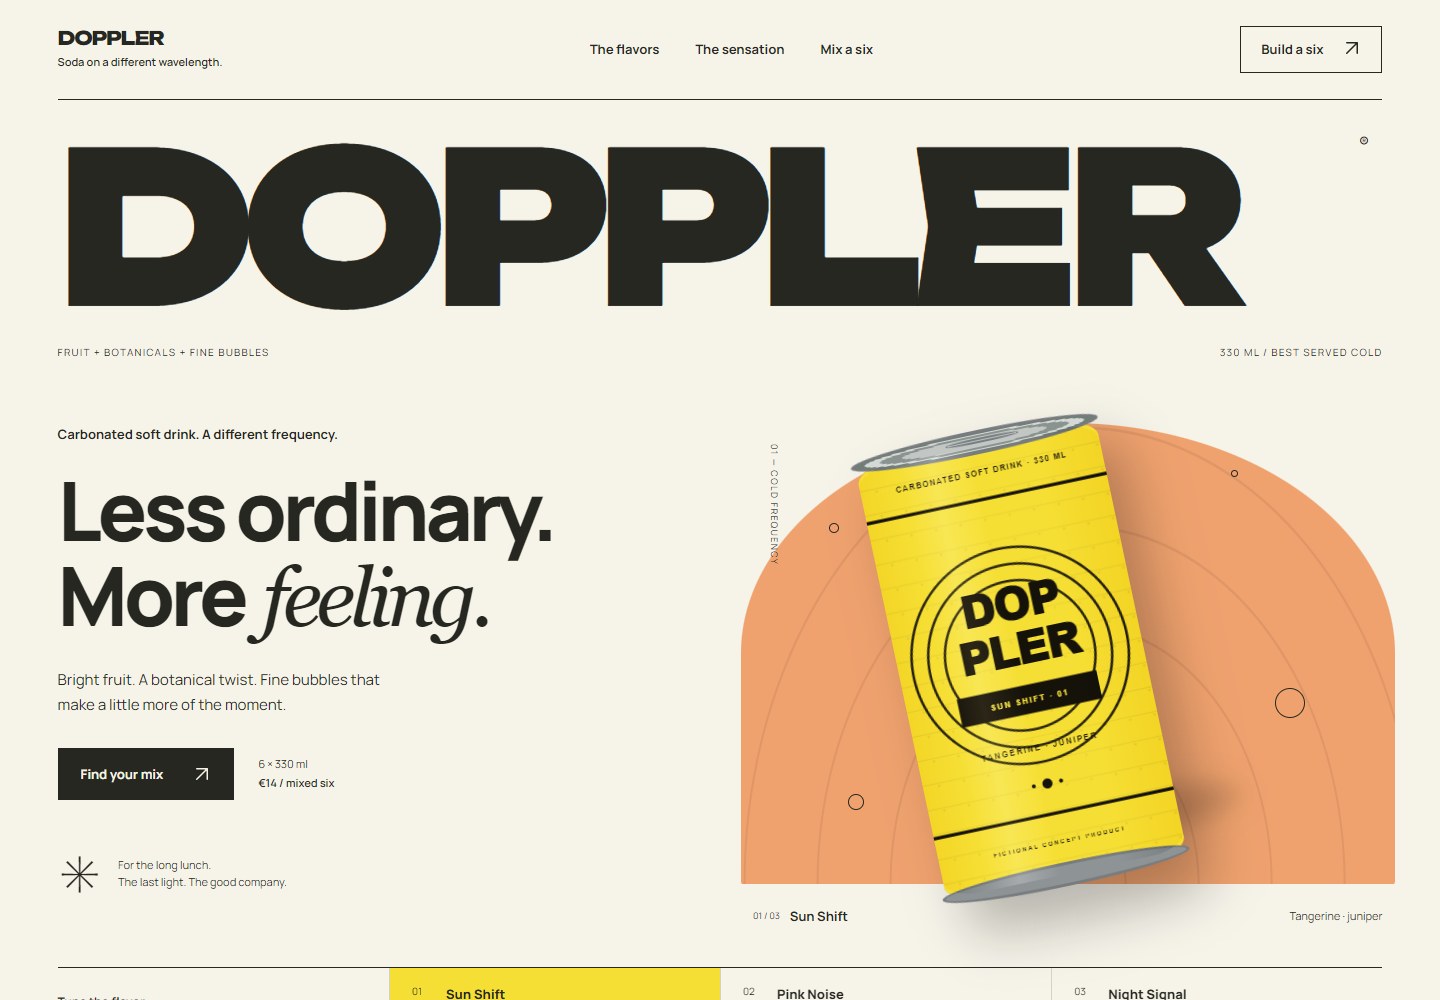 DOPPLER
Soda on a different wavelength.
The flavors
The sensation
Mix a six
Build a six
DOPPLER
®
FRUIT + BOTANICALS + FINE BUBBLES
330 ML / BEST SERVED COLD
Carbonated soft drink. A different frequency.
Less ordinary.
More feeling.
Bright fruit. A botanical twist. Fine bubbles that
make a little more of the moment.
Find your mix
6 × 330 ml
€14 / mixed six
For the long lunch.
The last light. The good company.
01 — COLD FREQUENCY
CARBONATED SOFT DRINK · 330 ML
DOP
PLER
SUN SHIFT · 01
TANGERINE · JUNIPER
FICTIONAL CONCEPT PRODUCT
01 / 03 Sun Shift
Tangerine · juniper
01 Sun Shift
02 Pink Noise
03 Night Signal